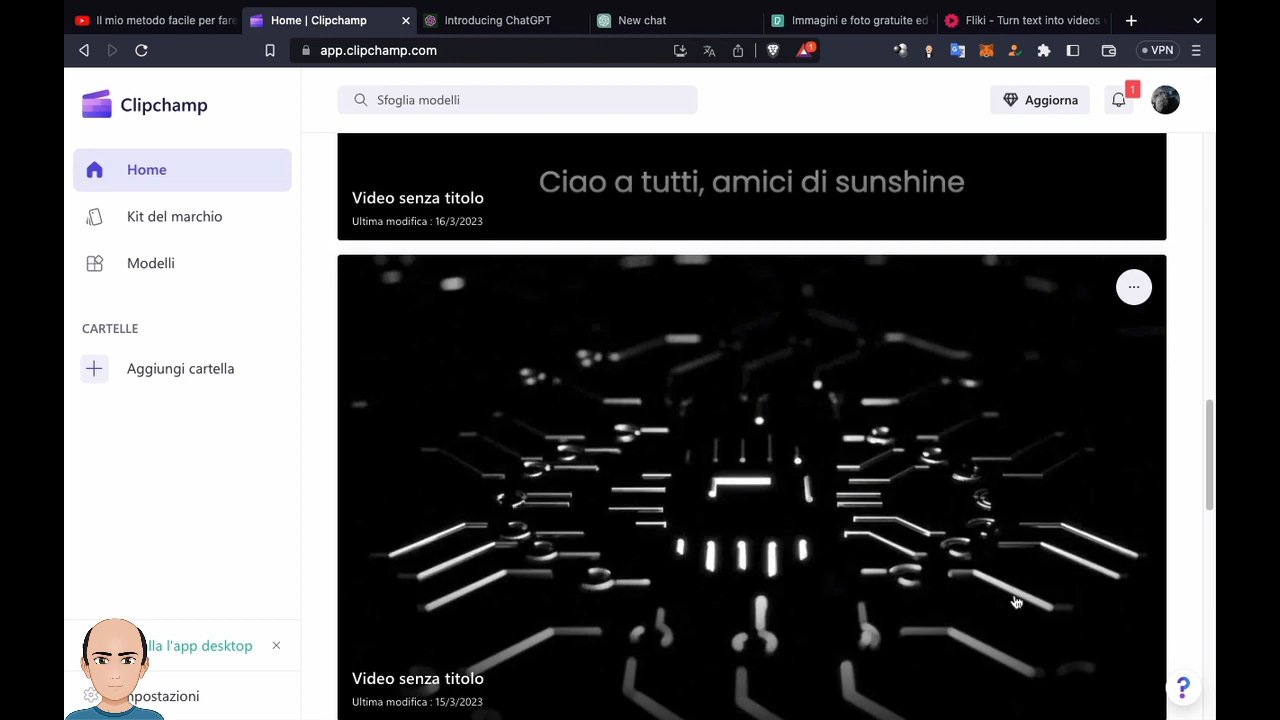 Il mio metodo facile per fare
Home | Clipchamp
Introducing ChatGPT
New chat
Immagini e foto gratuite ed
Fliki - Turn text into videos
app.clipchamp.com
1
VPN
Clipchamp
Sfoglia modelli
Aggiorna
1
Home
Kit del marchio
Modelli
CARTELLE
Aggiungi cartella
lla l'app desktop
mpostazioni
Ciao a tutti, amici di sunshine
Video senza titolo
Ultima modifica : 16/3/2023
Video senza titolo
Ultima modifica : 15/3/2023
?